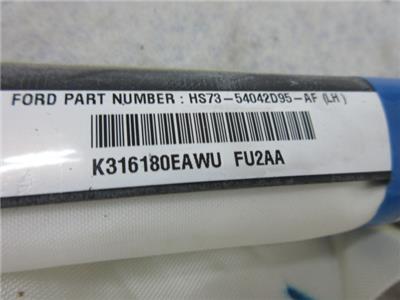 FORD PART NUMBER : HS73-54042D95-AF (LH)
K316180EAWU FU2AA